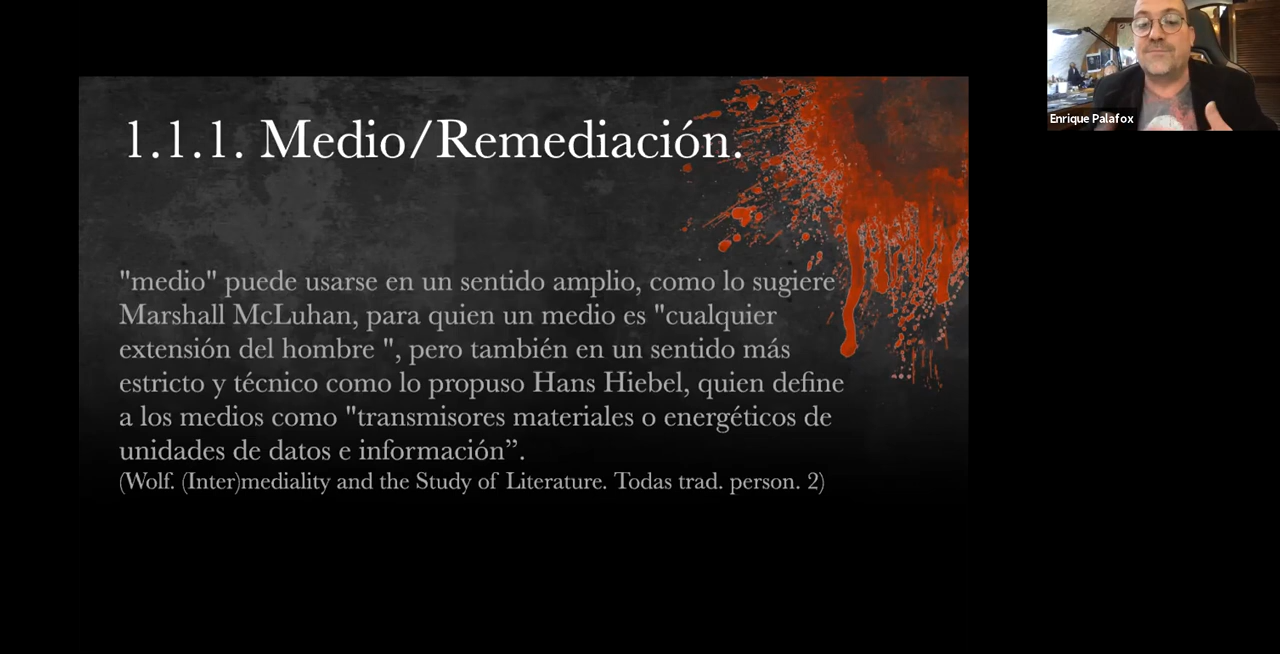 1.1.1. Medio/Remediación.
"medio" puede usarse en un sentido amplio, como lo sugiere
Marshall McLuhan, para quien un medio es "cualquier
extensión del hombre ", pero también en un sentido más
estricto y técnico como lo propuso Hans Hiebel, quien define
a los medios como "transmisores materiales o energéticos de
unidades de datos e información”.
(Wolf. (Inter)mediality and the Study of Literature. Todas trad. person. 2)
Enrique Palafox